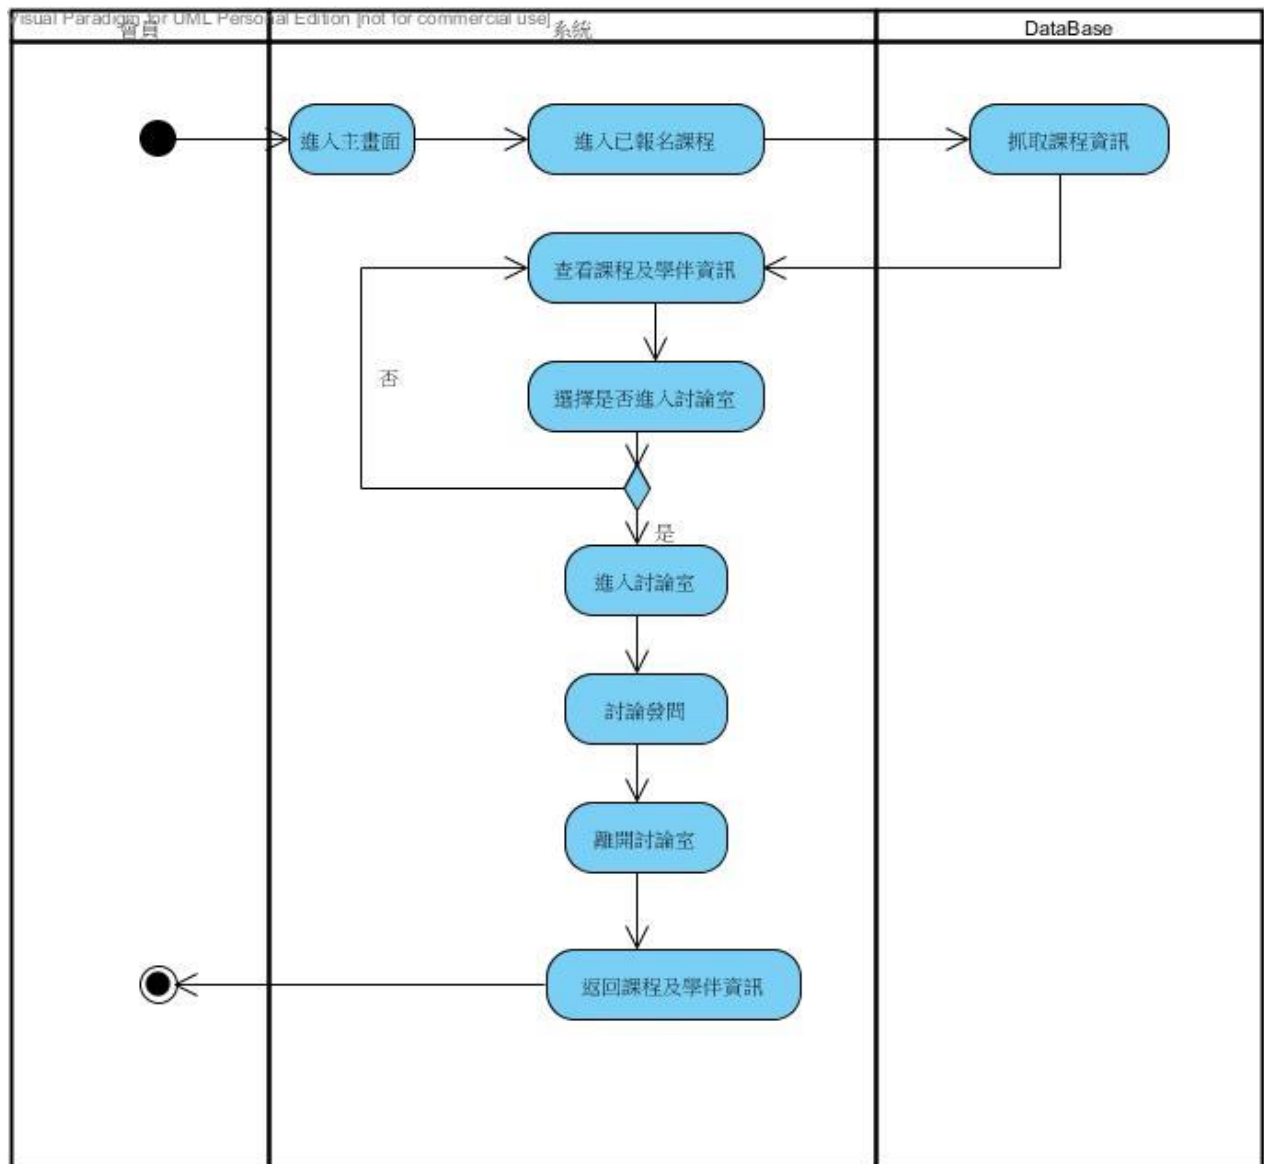 Visual Paradigm for UML Personal Edition [not for commercial use]
會員
系統
DataBase
進入主畫面
進入已報名課程
抓取課程資訊
查看課程及學伴資訊
否
選擇是否進入討論室
是
進入討論室
討論發問
離開討論室
返回課程及學伴資訊